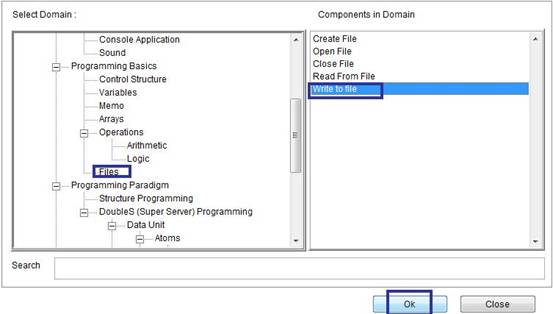 Select Domain :
Components in Domain
Console Application
Sound
Programming Basics
Control Structure
Variables
Memo
Arrays
Operations
Arithmetic
Logic
Files
Programming Paradigm
Structure Programming
DoubleS (Super Server) Programming
Data Unit
Atoms
Create File
Open File
Close File
Read From File
Write to file
Search
Ok
Close